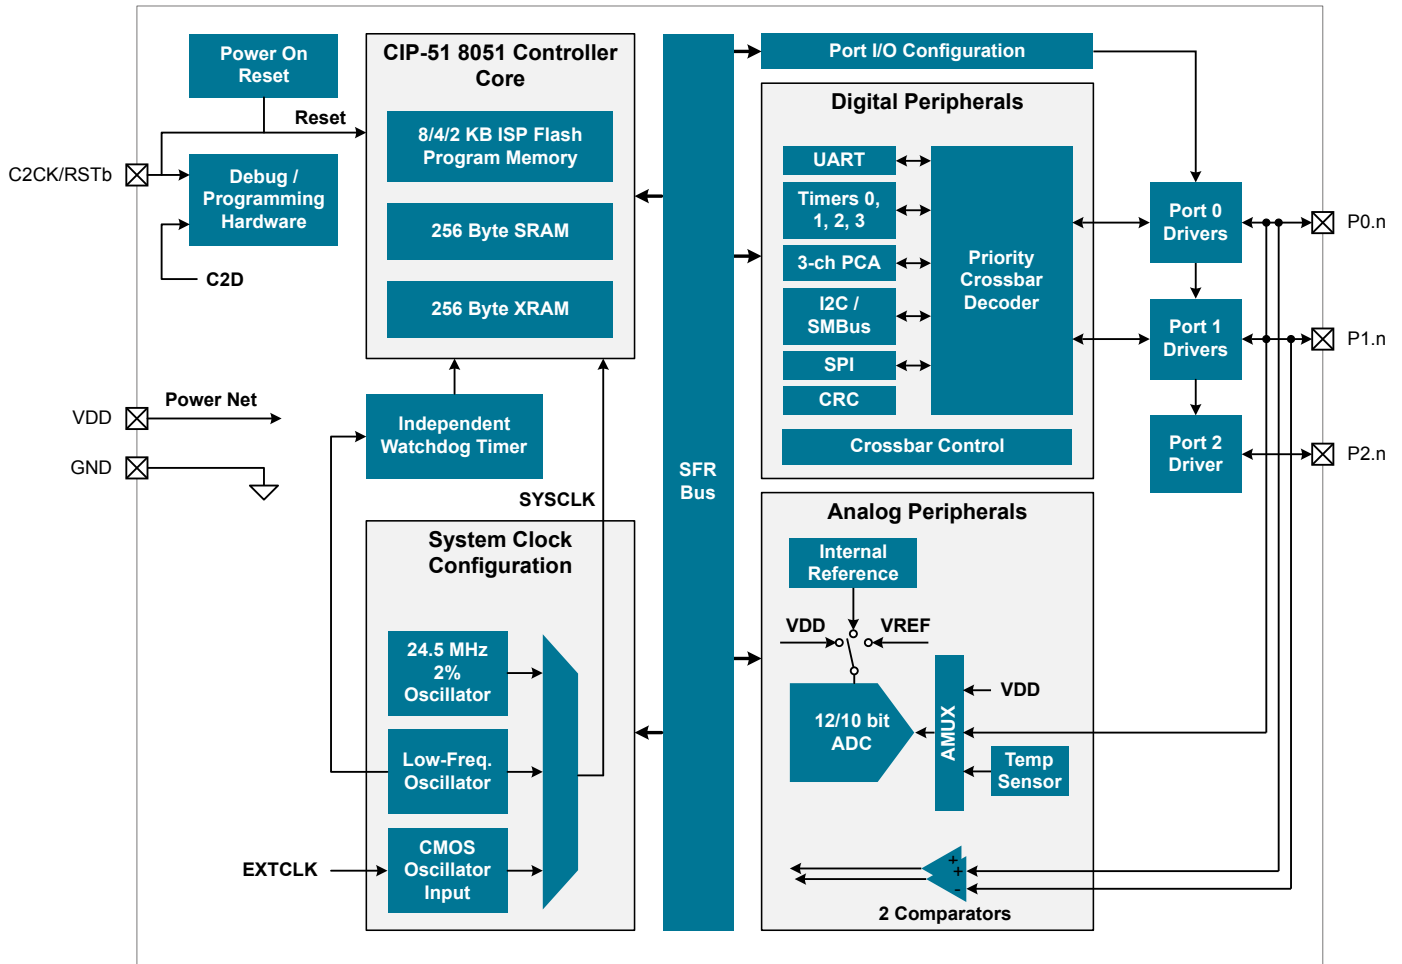 Power On
Reset
Reset
C2CK/RSTb
Debug /
Programming
Hardware
C2D
CIP-51 8051 Controller
Core
8/4/2 KB ISP Flash
Program Memory
256 Byte SRAM
256 Byte XRAM
VDD
Power Net
GND
Independent
Watchdog Timer
SYSCLK
System Clock
Configuration
24.5 MHz
2%
Oscillator
Low-Freq.
Oscillator
CMOS
Oscillator
Input
EXTCLK
SFR
Bus
Port I/O Configuration
Digital Peripherals
UART
Timers 0,
1, 2, 3
3-ch PCA
I2C /
SMBus
SPI
CRC
Priority
Crossbar
Decoder
Crossbar Control
Port 0
Drivers
P0.n
Port 1
Drivers
P1.n
Port 2
Driver
P2.n
Analog Peripherals
Internal
Reference
VDD
VREF
12/10 bit
ADC
AMUX
VDD
Temp
Sensor
+
+
-
2 Comparators